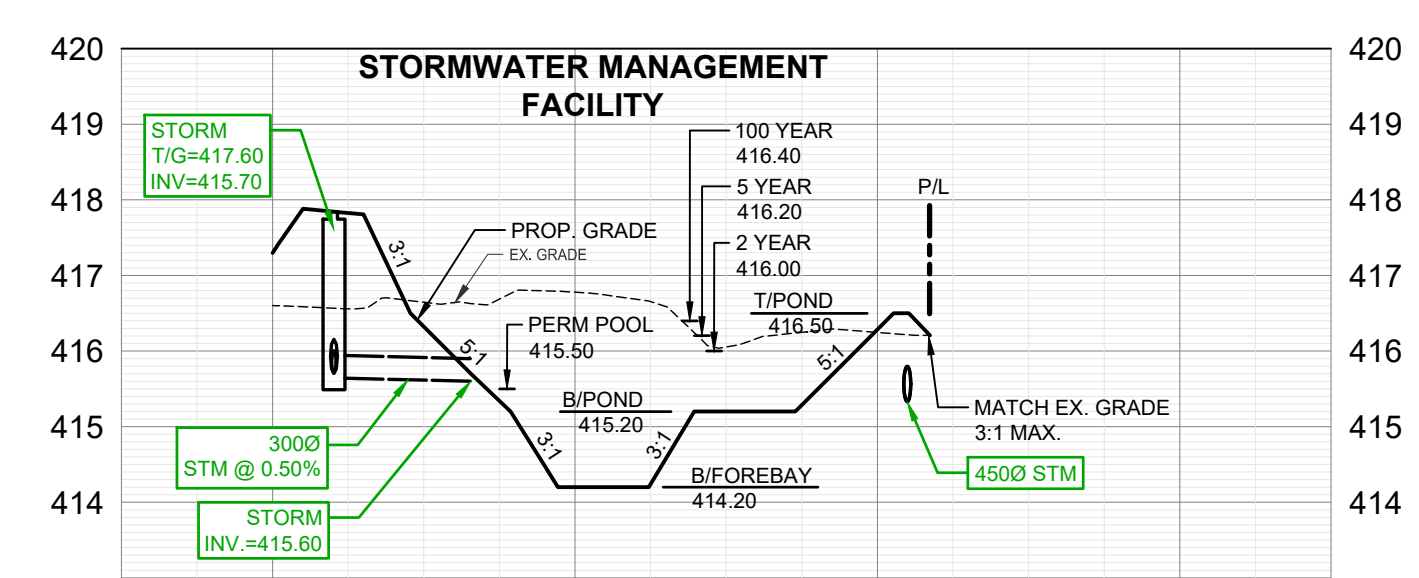 STORMWATER MANAGEMENT
FACILITY
420
419
418
417
416
415
414
420
419
418
417
416
415
414
STORM
T/G=417.60
INV=415.70
3:1
PROP. GRADE
EX. GRADE
5:1
PERM POOL
415.50
100 YEAR
416.40
5 YEAR
416.20
2 YEAR
416.00
P/L
T/POND
416.50
5:1
B/POND
415.20
3:1
3:1
B/FOREBAY
414.20
MATCH EX. GRADE
3:1 MAX.
450Ø STM
300Ø
STM @ 0.50%
STORM
INV.=415.60